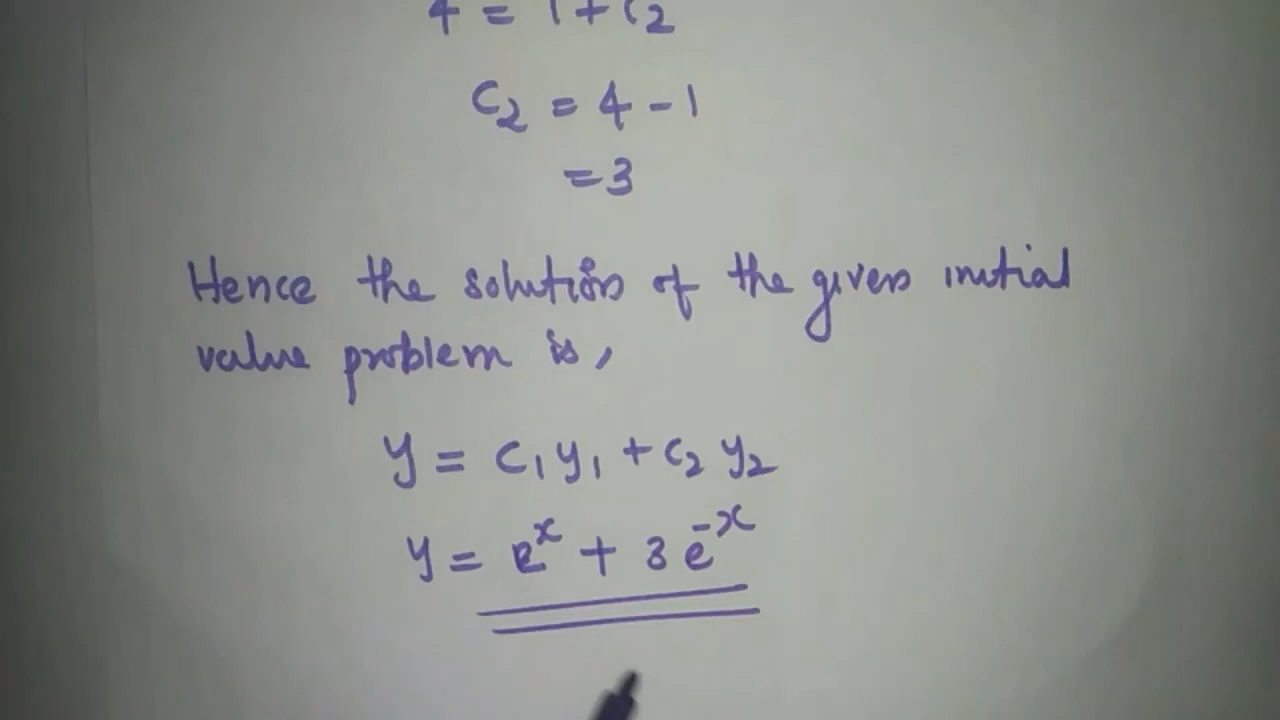 4 = 1 + C₂
C₂ = 4 - 1
= 3
Hence the solution of the given initial
value problem is,
y = C₁ y₁ + C₂ y₂
y = eˣ + 3 e⁻ˣ